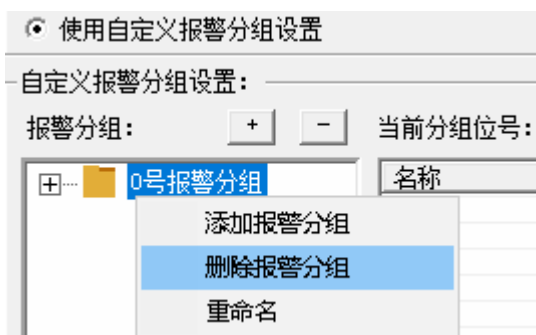 使用自定义报警分组设置
自定义报警分组设置：
报警分组： + - 当前分组位号：
0号报警分组 名称
添加报警分组
删除报警分组
重命名